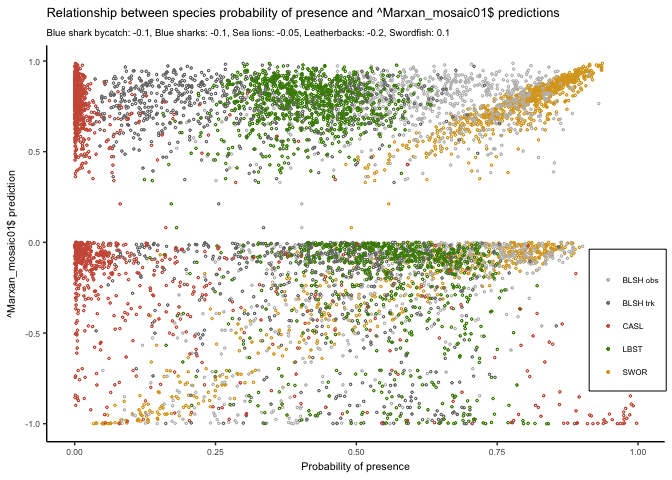 Relationship between species probability of presence and ^Marxan_mosaic01$ predictions
Blue shark bycatch: -0.1, Blue sharks: -0.1, Sea lions: -0.05, Leatherbacks: -0.2, Swordfish: 0.1
^Marxan_mosaic01$ prediction
1.0
0.5
0.0
-0.5
-1.0
BLSH obs
BLSH trk
CASL
LBST
SWOR
0.00
0.25
0.50
0.75
1.00
Probability of presence